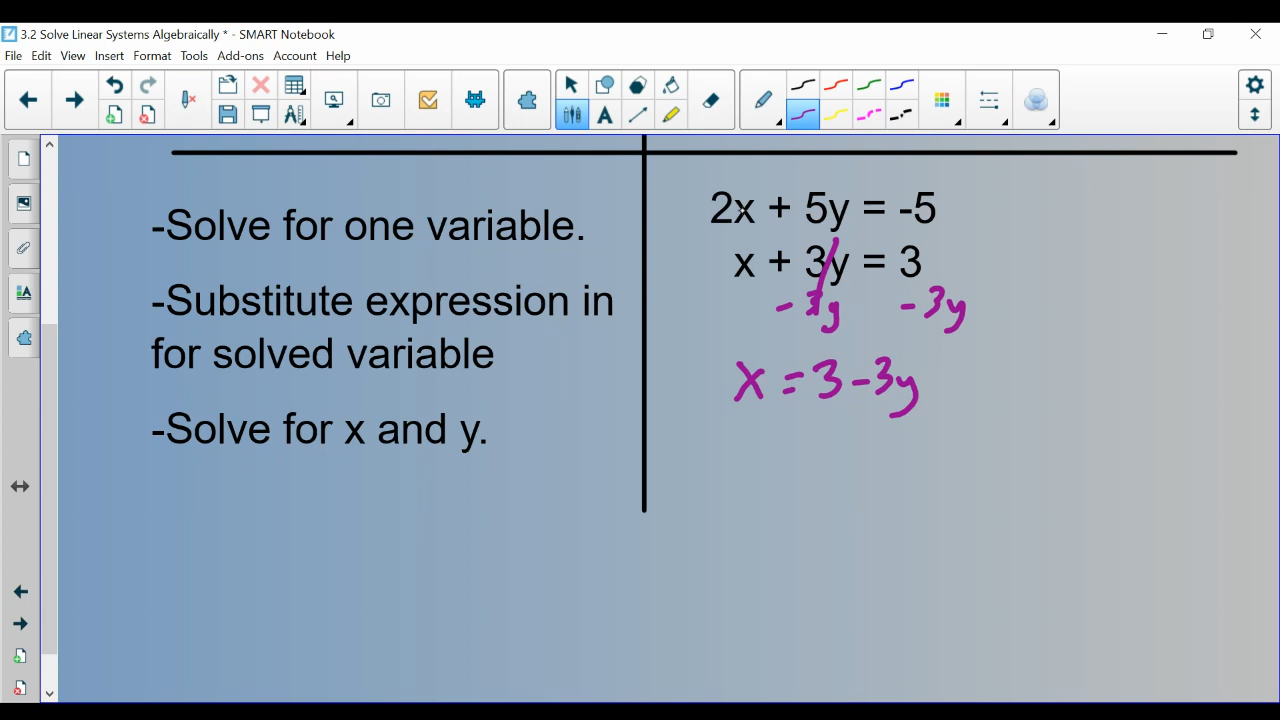 3.2 Solve Linear Systems Algebraically * - SMART Notebook
File Edit View Insert Format Tools Add-ons Account Help
-Solve for one variable.
-Substitute expression in
for solved variable
-Solve for x and y.
2x + 5y = -5
x + 3y = 3
- 3y - 3y
x = 3 - 3y